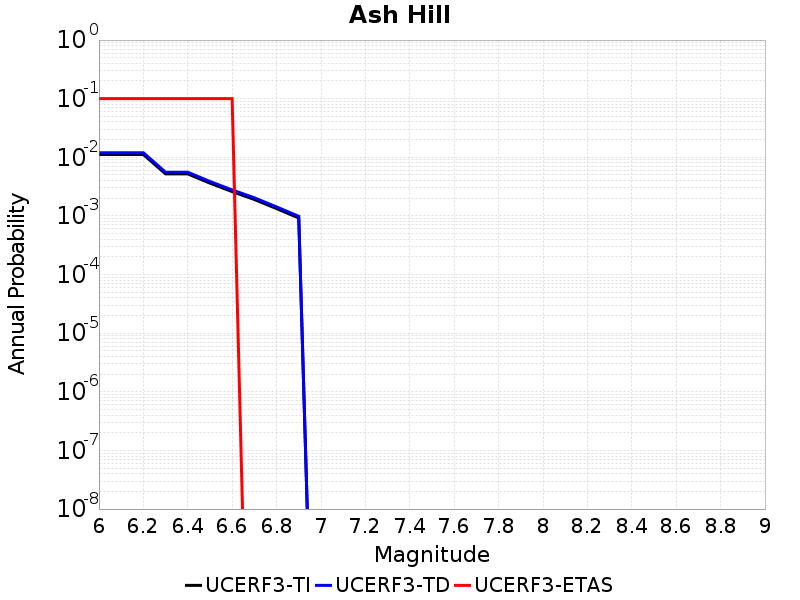 Ash Hill
Annual Probability
10^0
10^-1
10^-2
10^-3
10^-4
10^-5
10^-6
10^-7
10^-8
6 6.2 6.4 6.6 6.8 7 7.2 7.4 7.6 7.8 8 8.2 8.4 8.6 8.8 9
Magnitude
UCERF3-TI UCERF3-TD UCERF3-ETAS